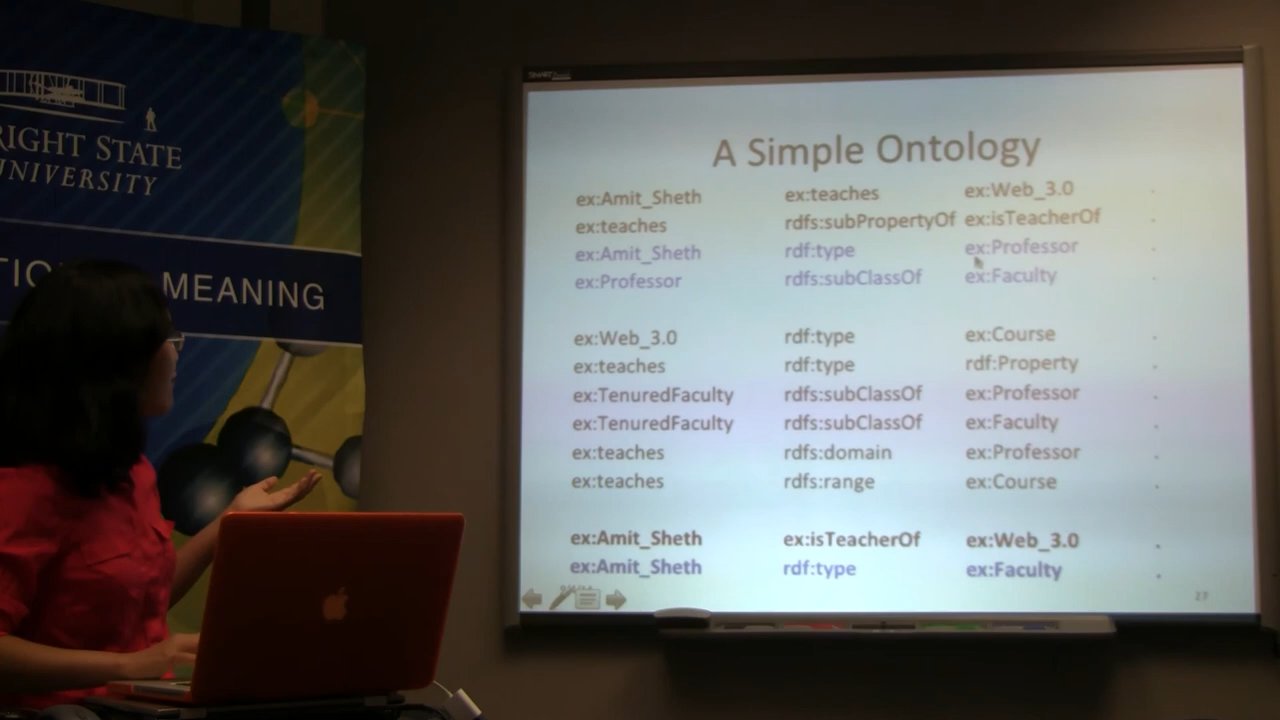 RIGHT STATE
UNIVERSITY
MEANING
SMART
A Simple Ontology
ex:Amit_Sheth ex:teaches ex:Web_3.0 .
ex:teaches rdfs:subPropertyOf ex:isTeacherOf .
ex:Amit_Sheth rdf:type ex:Professor .
ex:Professor rdfs:subClassOf ex:Faculty .
ex:Web_3.0 rdf:type ex:Course .
ex:teaches rdf:type rdf:Property .
ex:TenuredFaculty rdfs:subClassOf ex:Professor .
ex:TenuredFaculty rdfs:subClassOf ex:Faculty .
ex:teaches rdfs:domain ex:Professor .
ex:teaches rdfs:range ex:Course .
ex:Amit_Sheth ex:isTeacherOf ex:Web_3.0 .
ex:Amit_Sheth rdf:type ex:Faculty .
27